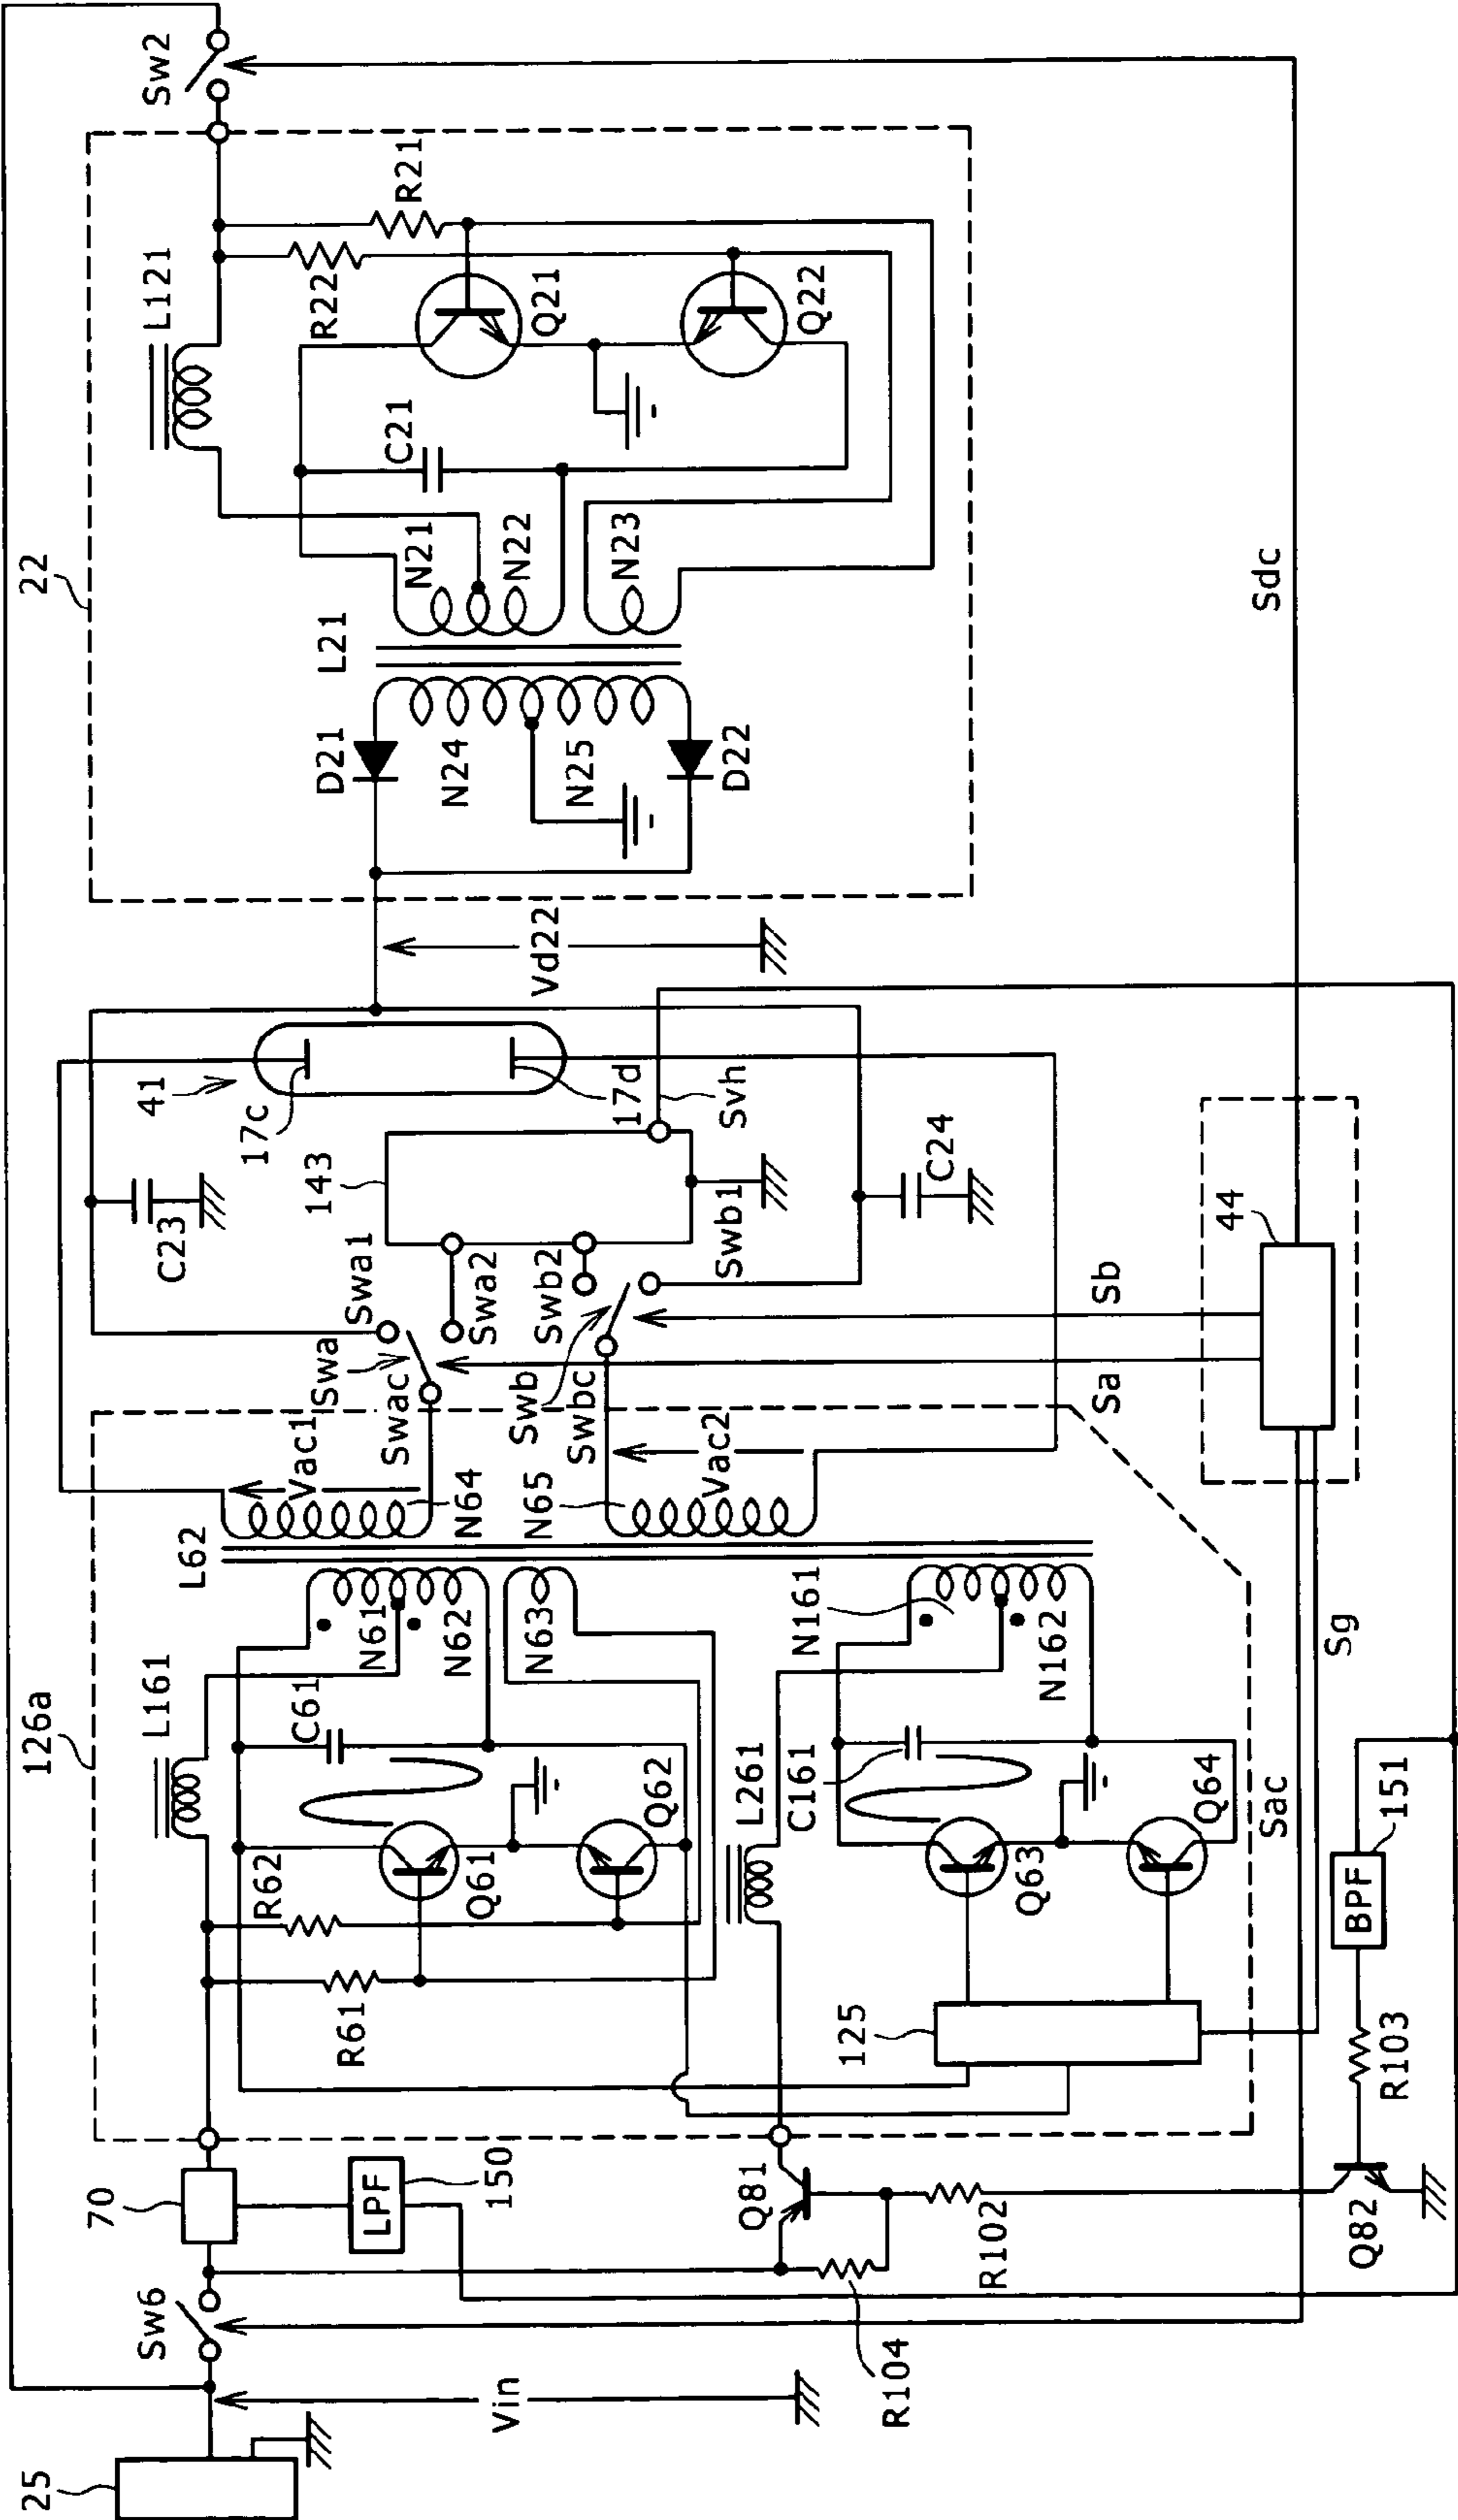 25
126a
22
70
Sw6
L161
41
L121
Sw2
C23
L62
R62
17c
C61
Vac1
143
D21
L21
R22
Swa
R61
Swa1
LPF
N61
Swac
C21
R21
N21
N62
N64
N24
Q61
Swa2
150
Vin
Swb
N22
N63
N65
Swb2
Vd22
Q21
Swbc
N25
17d
N23
Q62
Vac2
Swb1
Svh
D22
Q81
L261
C161
N161
Q22
125
R104
C24
R102
Q63
N162
Sa
Sb
Q64
44
Sac
Sdc
Sg
Q82
BPF
R103
151